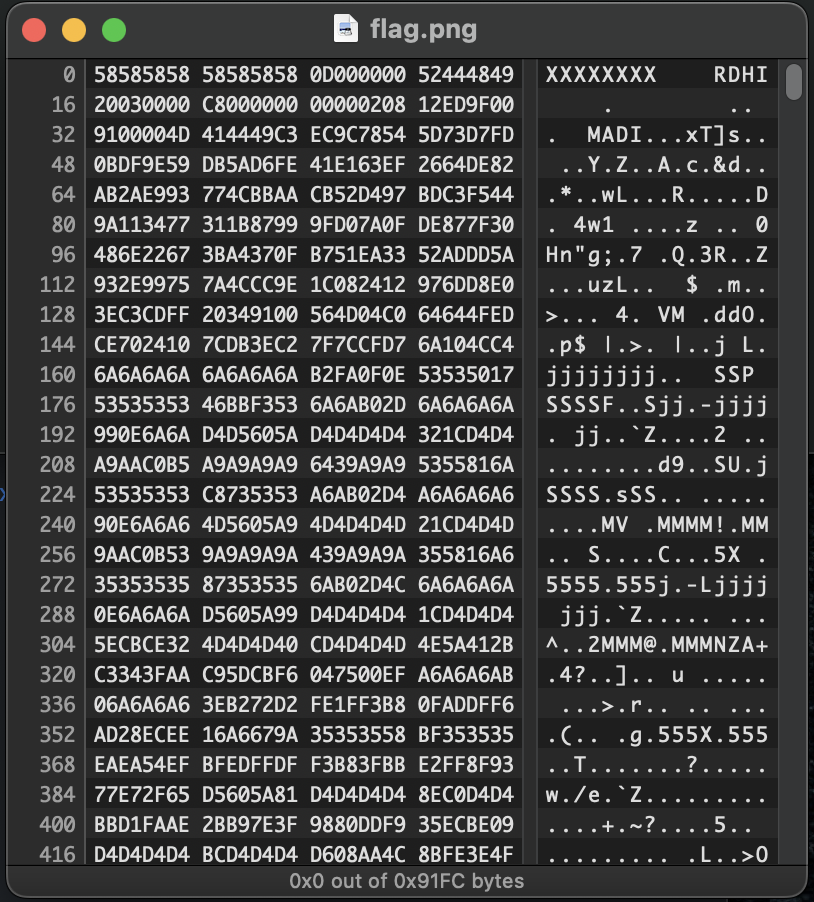 flag.png
0 58585858 58585858 0D000000 52444849 XXXXXXXX RDHI
16 20030000 C8000000 00000208 12ED9F00 . ..
32 9100004D 414449C3 EC9C7854 5D73D7FD . MADI...xT]s..
48 0BDF9E59 DB5AD6FE 41E163EF 2664DE82 ..Y.Z..A.c.&d..
64 AB2AE993 774CBBAA CB52D497 BDC3F544 .*..wL...R.....D
80 9A113477 311B8799 9FD07A0F DE877F30 . 4w1 ....z .. 0
96 486E2267 3BA4370F B751EA33 52ADDD5A Hn"g;.7 .Q.3R..Z
112 932E9975 7A4CCC9E 1C082412 976DD8E0 ...uzL.. $ .m..
128 3EC3CDFF 20349100 564D04C0 64644FED >... 4. VM .ddO.
144 CE702410 7CDB3EC2 7F7CCFD7 6A104CC4 .p$ |.>. |..j L.
160 6A6A6A6A 6A6A6A6A B2FA0F0E 53535017 jjjjjjjj.. SSP
176 53535353 46BBF353 6A6AB02D 6A6A6A6A SSSSF..Sjj.-jjjj
192 990E6A6A D4D5605A D4D4D4D4 321CD4D4 . jj..`Z....2 ..
208 A9AAC0B5 A9A9A9A9 6439A9A9 5355816A ........d9..SU.j
224 53535353 C8735353 A6AB02D4 A6A6A6A6 SSSS.sSS.. .....
240 90E6A6A6 4D5605A9 4D4D4D4D 21CD4D4D ....MV .MMMM!.MM
256 9AAC0B53 9A9A9A9A 439A9A9A 355816A6 .. S....C...5X .
272 35353535 87353535 6AB02D4C 6A6A6A6A 5555.555j.-Ljjjj
288 0E6A6A6A D5605A99 D4D4D4D4 1CD4D4D4 jjj.`Z..... ...
304 5ECBCE32 4D4D4D40 CD4D4D4D 4E5A412B ^..2MMM@.MMMNZA+
320 C3343FAA C95DCBF6 047500EF A6A6A6AB .4?..].. u .....
336 06A6A6A6 3EB272D2 FE1FF3B8 0FADDFF6 ...>.r.. .. ...
352 AD28ECEE 16A6679A 35353558 BF353535 .(.. .g.555X.555
368 EAEA54EF BFEDFFDF F3B83FBB E2FF8F93 ..T.......?.....
384 77E72F65 D5605A81 D4D4D4D4 8EC0D4D4 w./e.`Z.........
400 BBD1FAAE 2BB97E3F 9880DDF9 35ECBE09 ....+.~?....5..
416 D4D4D4D4 BCD4D4D4 D608AA4C 8BFE3E4F ......... .L..>O
0x0 out of 0x91FC bytes